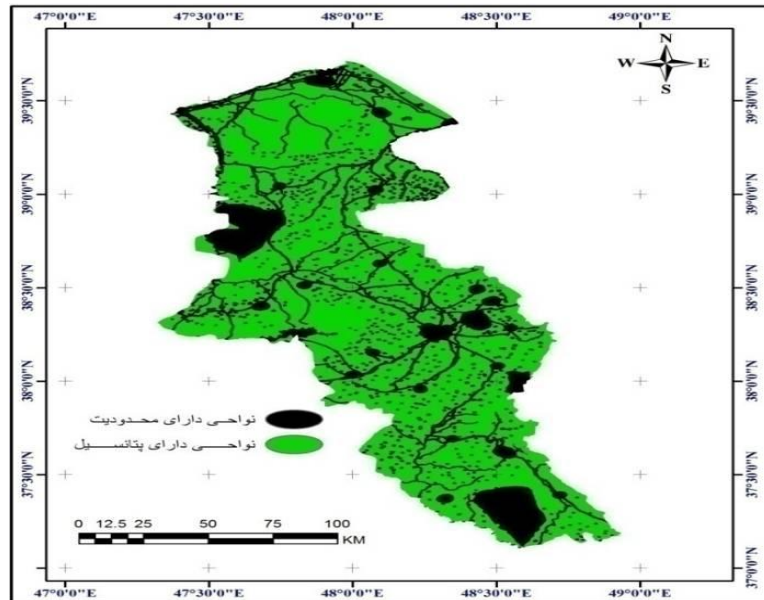 47°0'0"E 47°30'0"E 48°0'0"E 48°30'0"E 49°0'0"E
N
W E
S
39°30'0"N 39°30'0"N
39°0'0"N 39°0'0"N
38°30'0"N 38°30'0"N
38°0'0"N 38°0'0"N
نواحی دارای محدودیت
نواحی دارای پتانسیل
37°30'0"N 37°30'0"N
0 12.5 25 50 75 100
KM
37°0'0"N 37°0'0"N
47°0'0"E 47°30'0"E 48°0'0"E 48°30'0"E 49°0'0"E